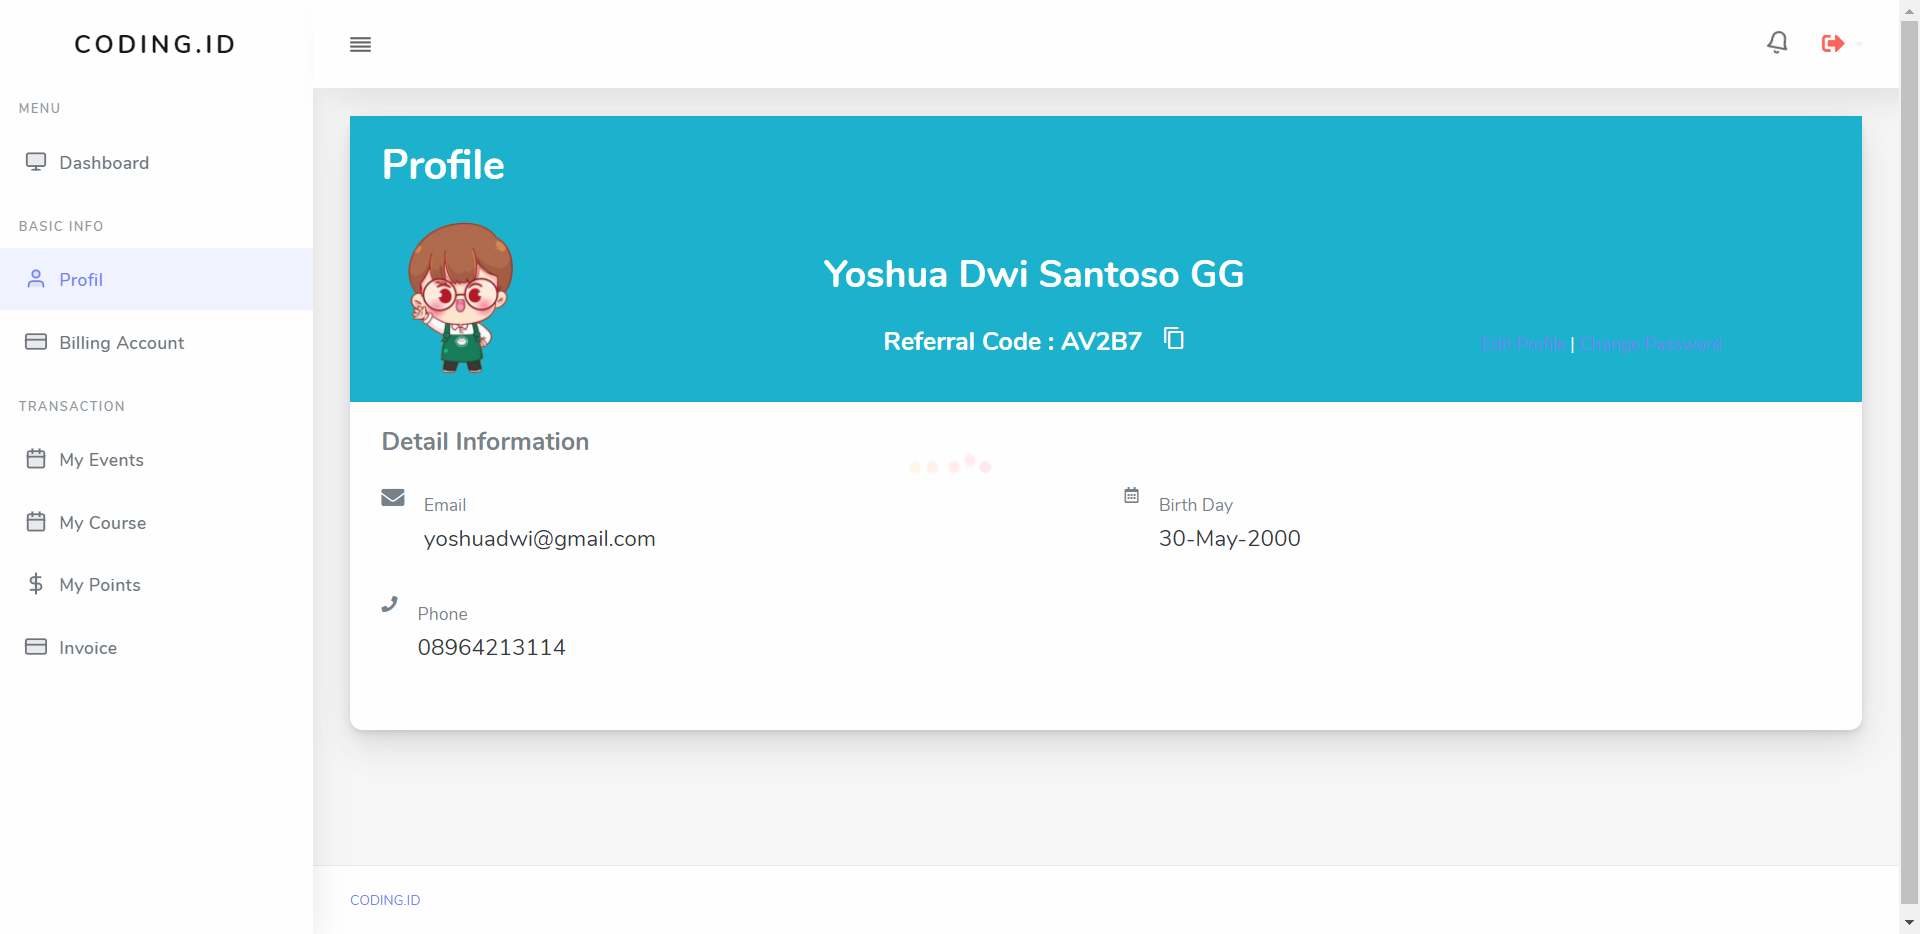 CODING.ID
MENU
Dashboard
BASIC INFO
Profil
Billing Account
TRANSACTION
My Events
My Course
My Points
Invoice
Profile
Yoshua Dwi Santoso GG
Referral Code : AV2B7
Edit Profile | Change Password
Detail Information
Email
yoshuadwi@gmail.com
Birth Day
30-May-2000
Phone
08964213114
CODING.ID